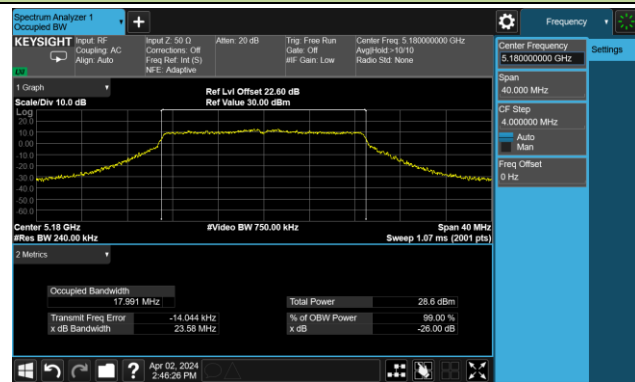 Spectrum Analyzer 1
Occupied BW
Frequency
KEYSIGHT
Input: RF
Coupling: AC
Align: Auto
Input Z: 50 Ω
Corrections: Off
Freq Ref: Int (S)
NFE: Adaptive
Atten: 20 dB
Trig: Free Run
Gate: Off
#IF Gain: Low
Center Freq: 5.180000000 GHz
Avg|Hold:>10/10
Radio Std: None
Center Frequency
5.180000000 GHz
Settings
Span
40.000 MHz
CF Step
4.000000 MHz
Auto
Man
Freq Offset
0 Hz
1 Graph
Scale/Div 10.0 dB
Ref Lvl Offset 22.60 dB
Ref Value 30.00 dBm
Log
20.0
10.0
0.00
-10.0
-20.0
-30.0
-40.0
-50.0
-60.0
Center 5.18 GHz
#Video BW 750.00 kHz
Span 40 MHz
#Res BW 240.00 kHz
Sweep 1.07 ms (2001 pts)
2 Metrics
Occupied Bandwidth
17.991 MHz
Total Power 28.6 dBm
Transmit Freq Error -14.044 kHz
% of OBW Power 99.00 %
x dB Bandwidth 23.58 MHz
x dB -26.00 dB
?
Apr 02, 2024
2:46:26 PM